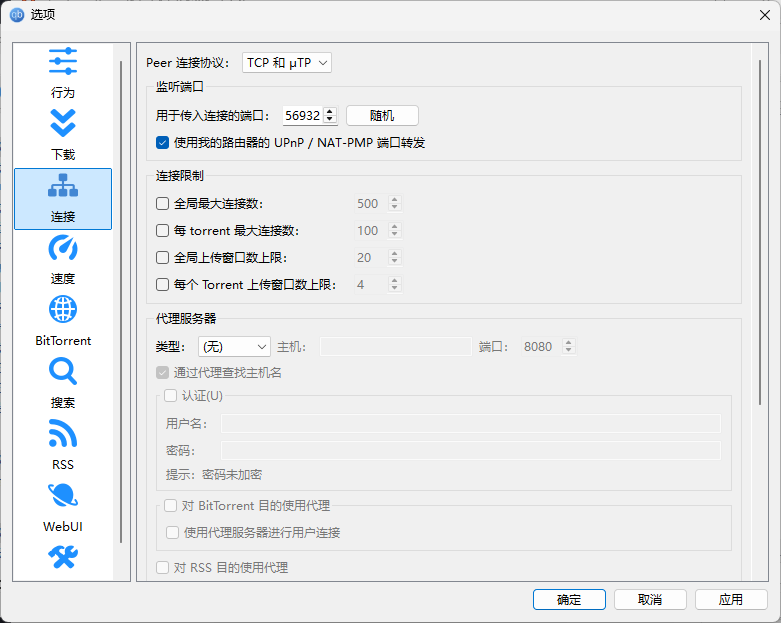 qb 选项
行为
下载
连接
速度
BitTorrent
搜索
RSS
WebUI
Peer 连接协议： TCP 和 μTP
监听端口
用于传入连接的端口： 56932 随机
使用我的路由器的 UPnP / NAT-PMP 端口转发
连接限制
全局最大连接数： 500
每 torrent 最大连接数： 100
全局上传窗口数上限： 20
每个 Torrent 上传窗口数上限： 4
代理服务器
类型： (无) 主机： 端口： 8080
通过代理查找主机名
认证(U)
用户名：
密码：
提示：密码未加密
对 BitTorrent 目的使用代理
使用代理服务器进行用户连接
对 RSS 目的使用代理
确定 取消 应用